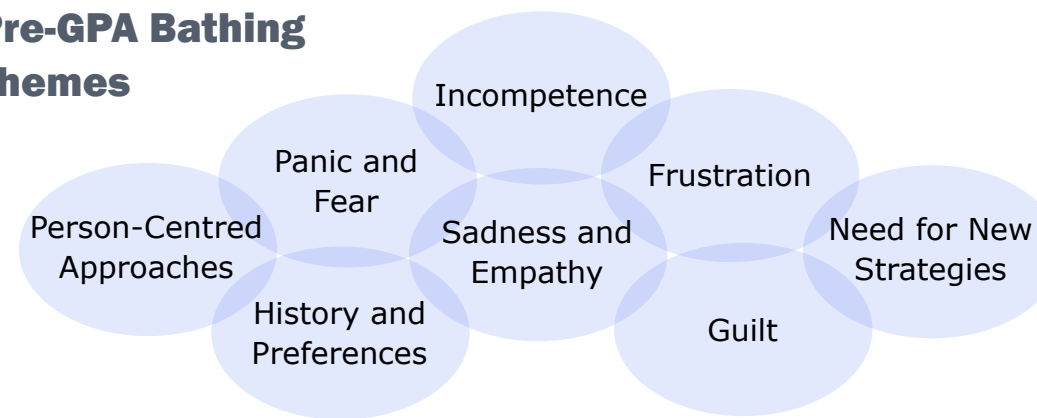 Pre-GPA Bathing
hemes
Incompetence
Panic and
Fear
Frustration
Person-Centred
Approaches
Sadness and
Empathy
Need for New
Strategies
History and
Preferences
Guilt